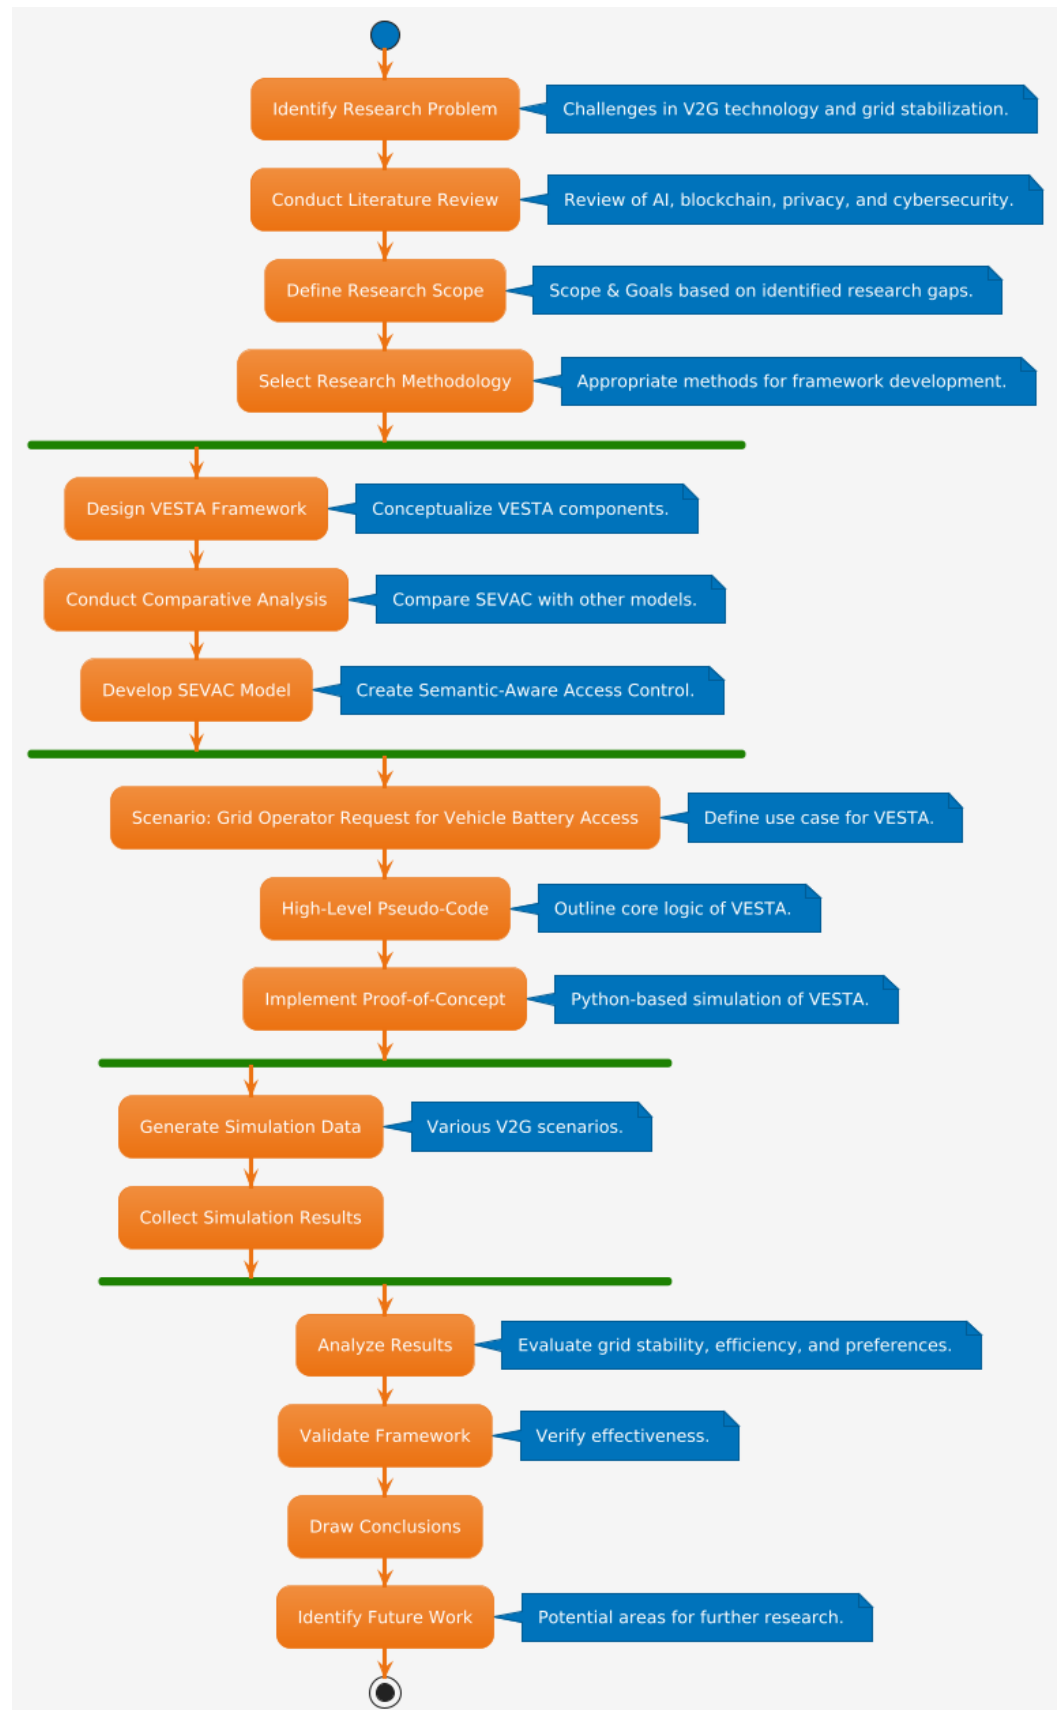 Identify Research Problem
Challenges in V2G technology and grid stabilization.
Conduct Literature Review
Review of AI, blockchain, privacy, and cybersecurity.
Define Research Scope
Scope & Goals based on identified research gaps.
Select Research Methodology
Appropriate methods for framework development.
Design VESTA Framework
Conceptualize VESTA components.
Conduct Comparative Analysis
Compare SEVAC with other models.
Develop SEVAC Model
Create Semantic-Aware Access Control.
Scenario: Grid Operator Request for Vehicle Battery Access
Define use case for VESTA.
High-Level Pseudo-Code
Outline core logic of VESTA.
Implement Proof-of-Concept
Python-based simulation of VESTA.
Generate Simulation Data
Various V2G scenarios.
Collect Simulation Results
Analyze Results
Evaluate grid stability, efficiency, and preferences.
Validate Framework
Verify effectiveness.
Draw Conclusions
Identify Future Work
Potential areas for further research.